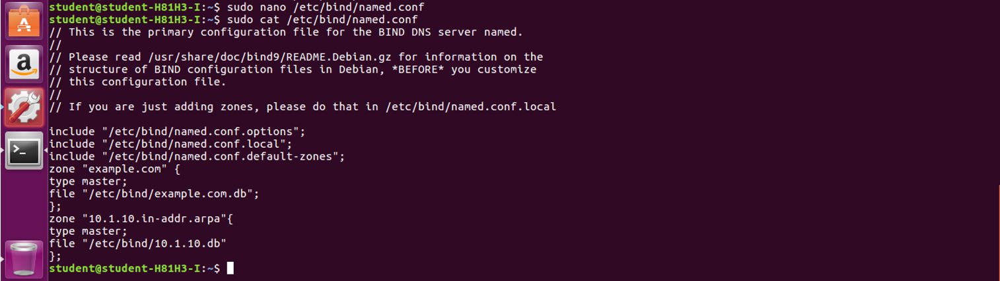 student@student-H81H3-I:~$ sudo nano /etc/bind/named.conf
student@student-H81H3-I:~$ sudo cat /etc/bind/named.conf
// This is the primary configuration file for the BIND DNS server named.
//
// Please read /usr/share/doc/bind9/README.Debian.gz for information on the
// structure of BIND configuration files in Debian, *BEFORE* you customize
// this configuration file.
//
// If you are just adding zones, please do that in /etc/bind/named.conf.local
include "/etc/bind/named.conf.options";
include "/etc/bind/named.conf.local";
include "/etc/bind/named.conf.default-zones";
zone "example.com" {
type master;
file "/etc/bind/example.com.db";
};
zone "10.1.10.in-addr.arpa"{
type master;
file "/etc/bind/10.1.10.db"
};
student@student-H81H3-I:~$